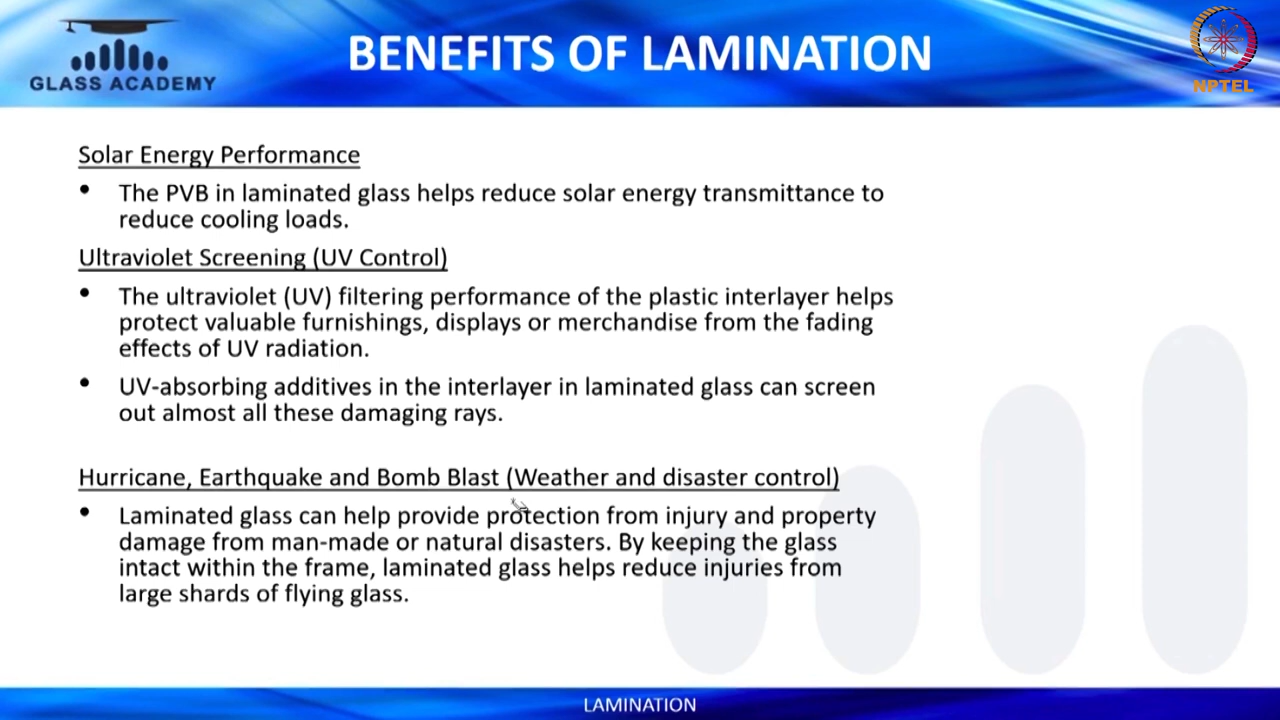 GLASS ACADEMY
BENEFITS OF LAMINATION
NPTEL
Solar Energy Performance
• The PVB in laminated glass helps reduce solar energy transmittance to
reduce cooling loads.
Ultraviolet Screening (UV Control)
• The ultraviolet (UV) filtering performance of the plastic interlayer helps
protect valuable furnishings, displays or merchandise from the fading
effects of UV radiation.
• UV-absorbing additives in the interlayer in laminated glass can screen
out almost all these damaging rays.
Hurricane, Earthquake and Bomb Blast (Weather and disaster control)
• Laminated glass can help provide protection from injury and property
damage from man-made or natural disasters. By keeping the glass
intact within the frame, laminated glass helps reduce injuries from
large shards of flying glass.
LAMINATION